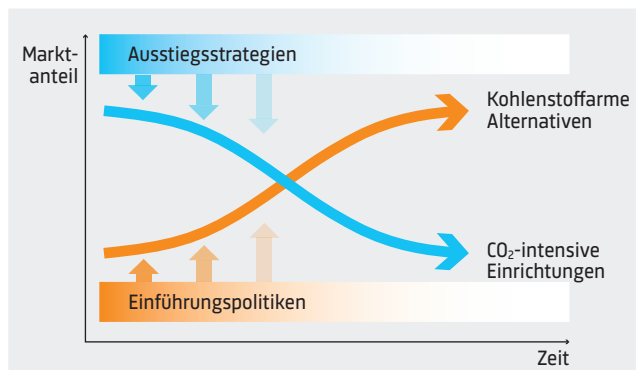 Markt-
anteil
Ausstiegsstrategien
Kohlenstoffarme
Alternativen
CO₂-intensive
Einrichtungen
Einführungspolitiken
Zeit